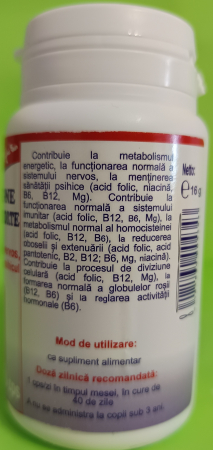 Contribuie la metabolismul
energetic, la funcționarea normală a
sistemului nervos, la menținerea
sănătății psihice (acid folic, niacină,
B6, B12, Mg). Contribuie la
funcționarea normală a sistemului
imunitar (acid folic, B12, B6, Mg), la
metabolismul normal al homocisteinei
(acid folic, B12, B6), la reducerea
oboselii și extenuării (acid folic, acid
pantotenic, B2, B12; B6, Mg, niacină).
Contribuie la procesul de diviziune
celulară (acid folic, B12, Mg), la
formarea normală a globulelor roșii
(B12, B6) și la reglarea activității
hormonale (B6).
Mod de utilizare:
ca supliment alimentar
Doză zilnică recomandată:
1 caps/zi în timpul mesei, în cure de
40 de zile
A nu se administra la copii sub 3 ani.
Netto:
16 g